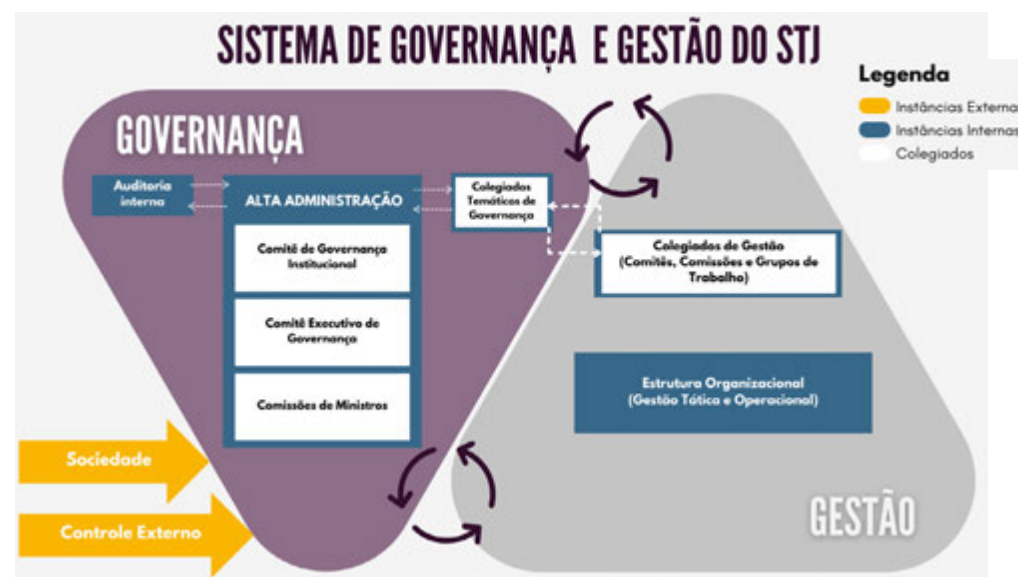 SISTEMA DE GOVERNANÇA E GESTÃO DO STJ
Legenda
Instâncias Externa
Instâncias Internas
Colegiados
GOVERNANÇA
Auditoria
interna
ALTA ADMINISTRAÇÃO
Colegiados
Temáticos de
Governança
Comitê de Governança
Institucional
Comitê Executivo de
Governança
Comissões de Ministros
Colegiados de Gestão
(Comitês, Comissões e Grupos de
Trabalho)
Estrutura Organizacional
(Gestão Tática e Operacional)
Sociedade
Controle Externo
GESTÃO